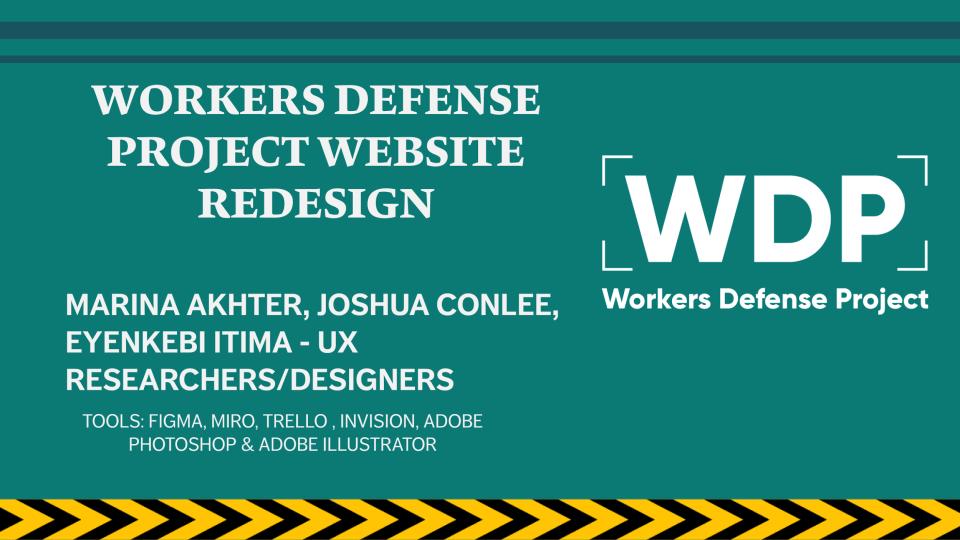 WORKERS DEFENSE
PROJECT WEBSITE
REDESIGN
MARINA AKHTER, JOSHUA CONLEE,
EYENKEBI ITIMA - UX
RESEARCHERS/DESIGNERS
TOOLS: FIGMA, MIRO, TRELLO , INVISION, ADOBE
PHOTOSHOP & ADOBE ILLUSTRATOR
WDP
Workers Defense Project